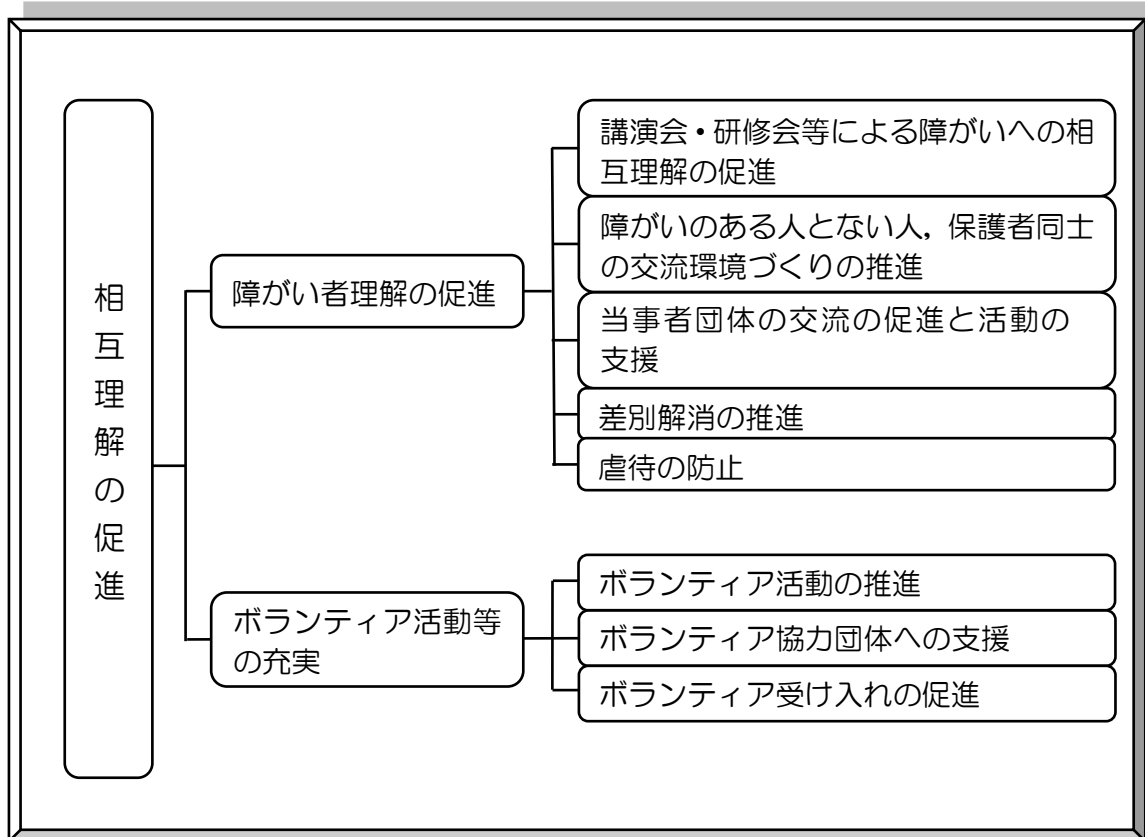 相互理解の促進
障がい者理解の促進
講演会・研修会等による障がいへの相
互理解の促進
障がいのある人とない人，保護者同士
の交流環境づくりの推進
当事者団体の交流の促進と活動の
支援
差別解消の推進
虐待の防止
ボランティア活動等
の充実
ボランティア活動の推進
ボランティア協力団体への支援
ボランティア受け入れの促進